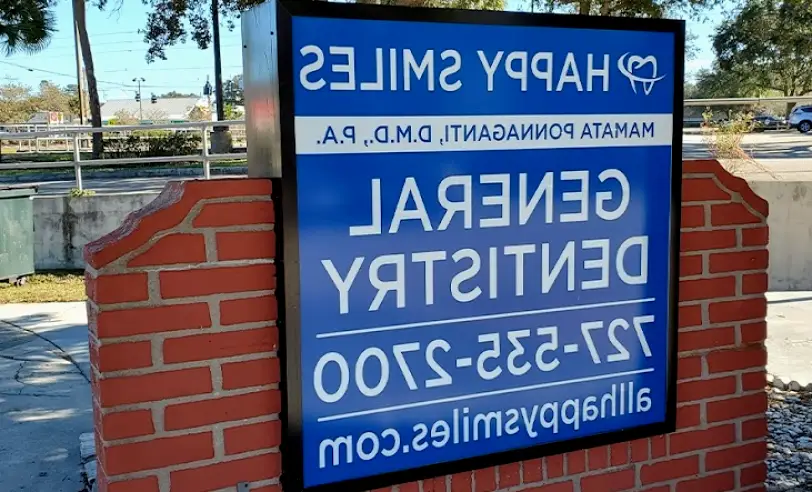 HAPPY SMILES
MAMATA PONNAGANTI, D.M.D., P.A.
GENERAL
DENTISTRY
727-535-2700
allhappysmiles.com